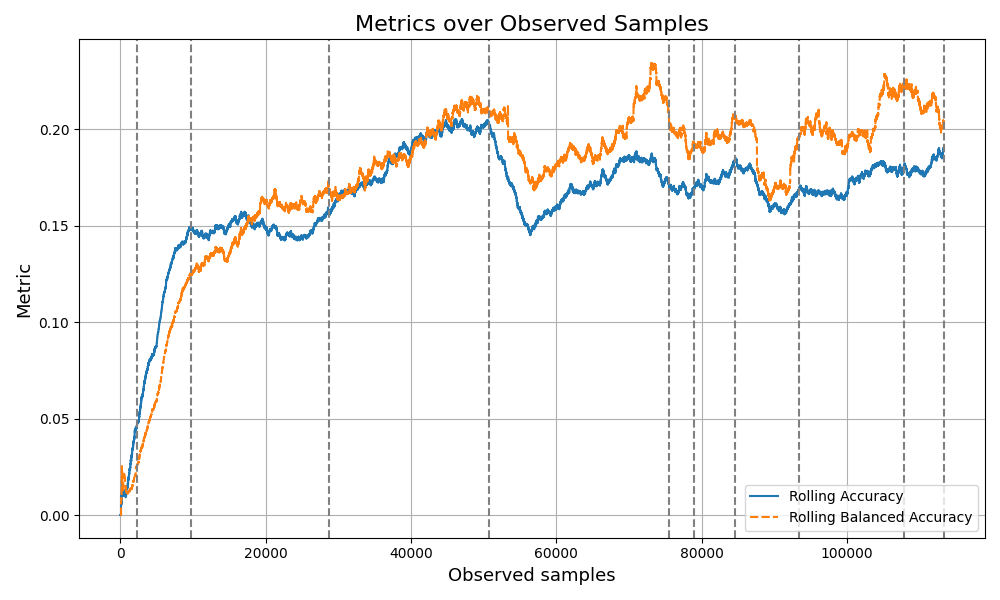 Metrics over Observed Samples
Metric
0.20
0.15
0.10
0.05
0.00
0 20000 40000 60000 80000 100000
Observed samples
Rolling Accuracy
Rolling Balanced Accuracy